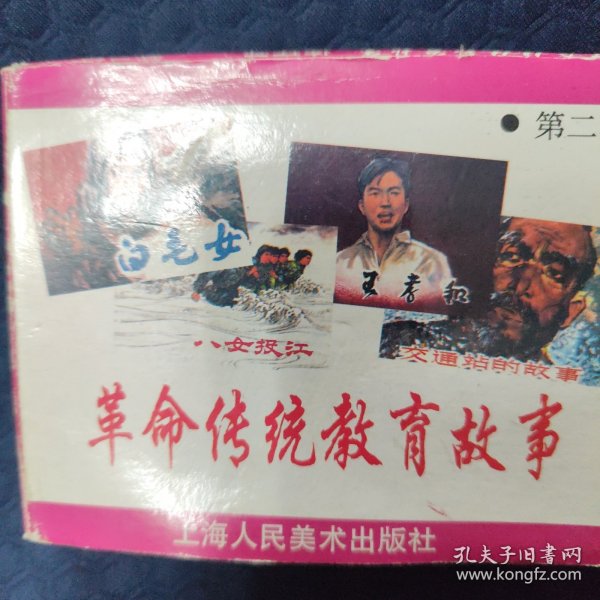 ● 第二
白毛女
王孝和
八女投江
交通站的故事
革命传统教育故事
上海人民美术出版社
孔夫子旧书网
www.kongfz.com